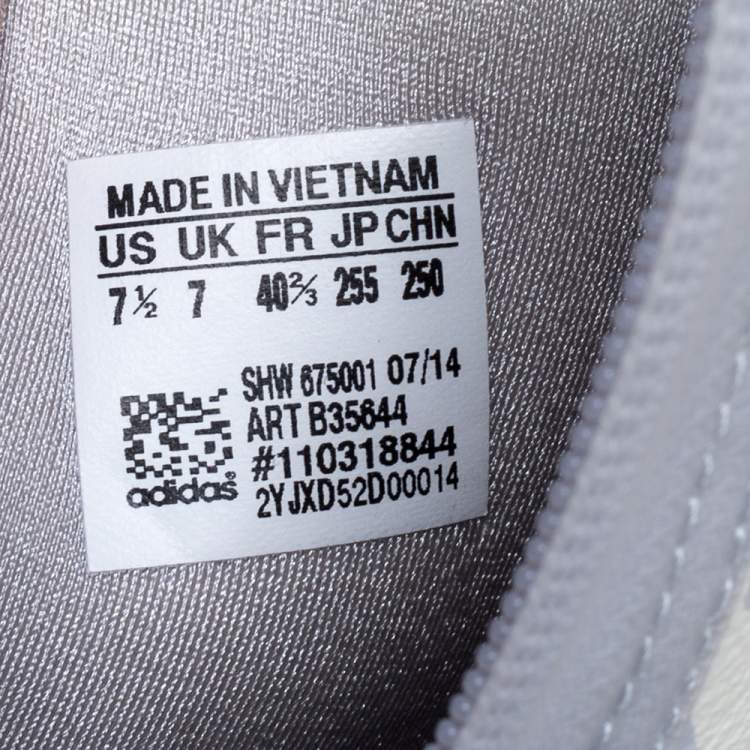 MADE IN VIETNAM
US UK FR JP CHN
7½ 7 40⅔ 255 250
SHW 675001 07/14
ART B35644
#110318844
adidas®
2YJXD52D00014